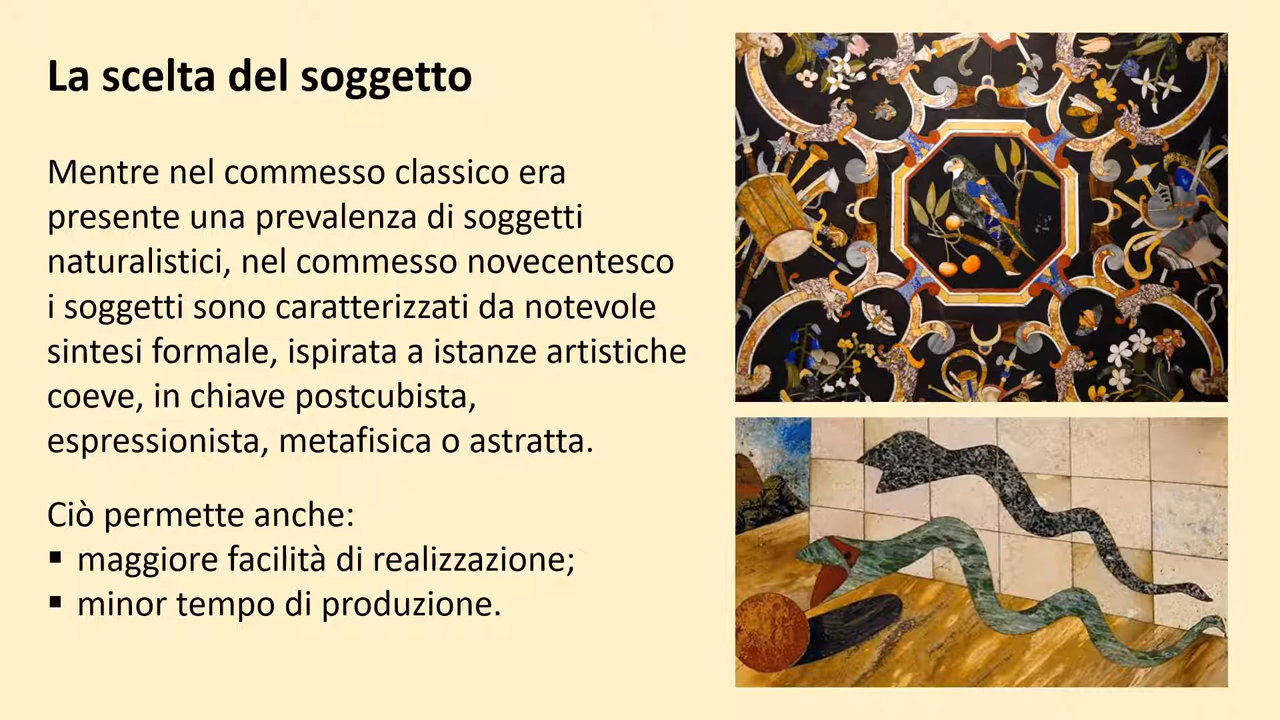 La scelta del soggetto
Mentre nel commesso classico era
presente una prevalenza di soggetti
naturalistici, nel commesso novecentesco
i soggetti sono caratterizzati da notevole
sintesi formale, ispirata a istanze artistiche
coeve, in chiave postcubista,
espressionista, metafisica o astratta.
Ciò permette anche:
▪ maggiore facilità di realizzazione;
▪ minor tempo di produzione.